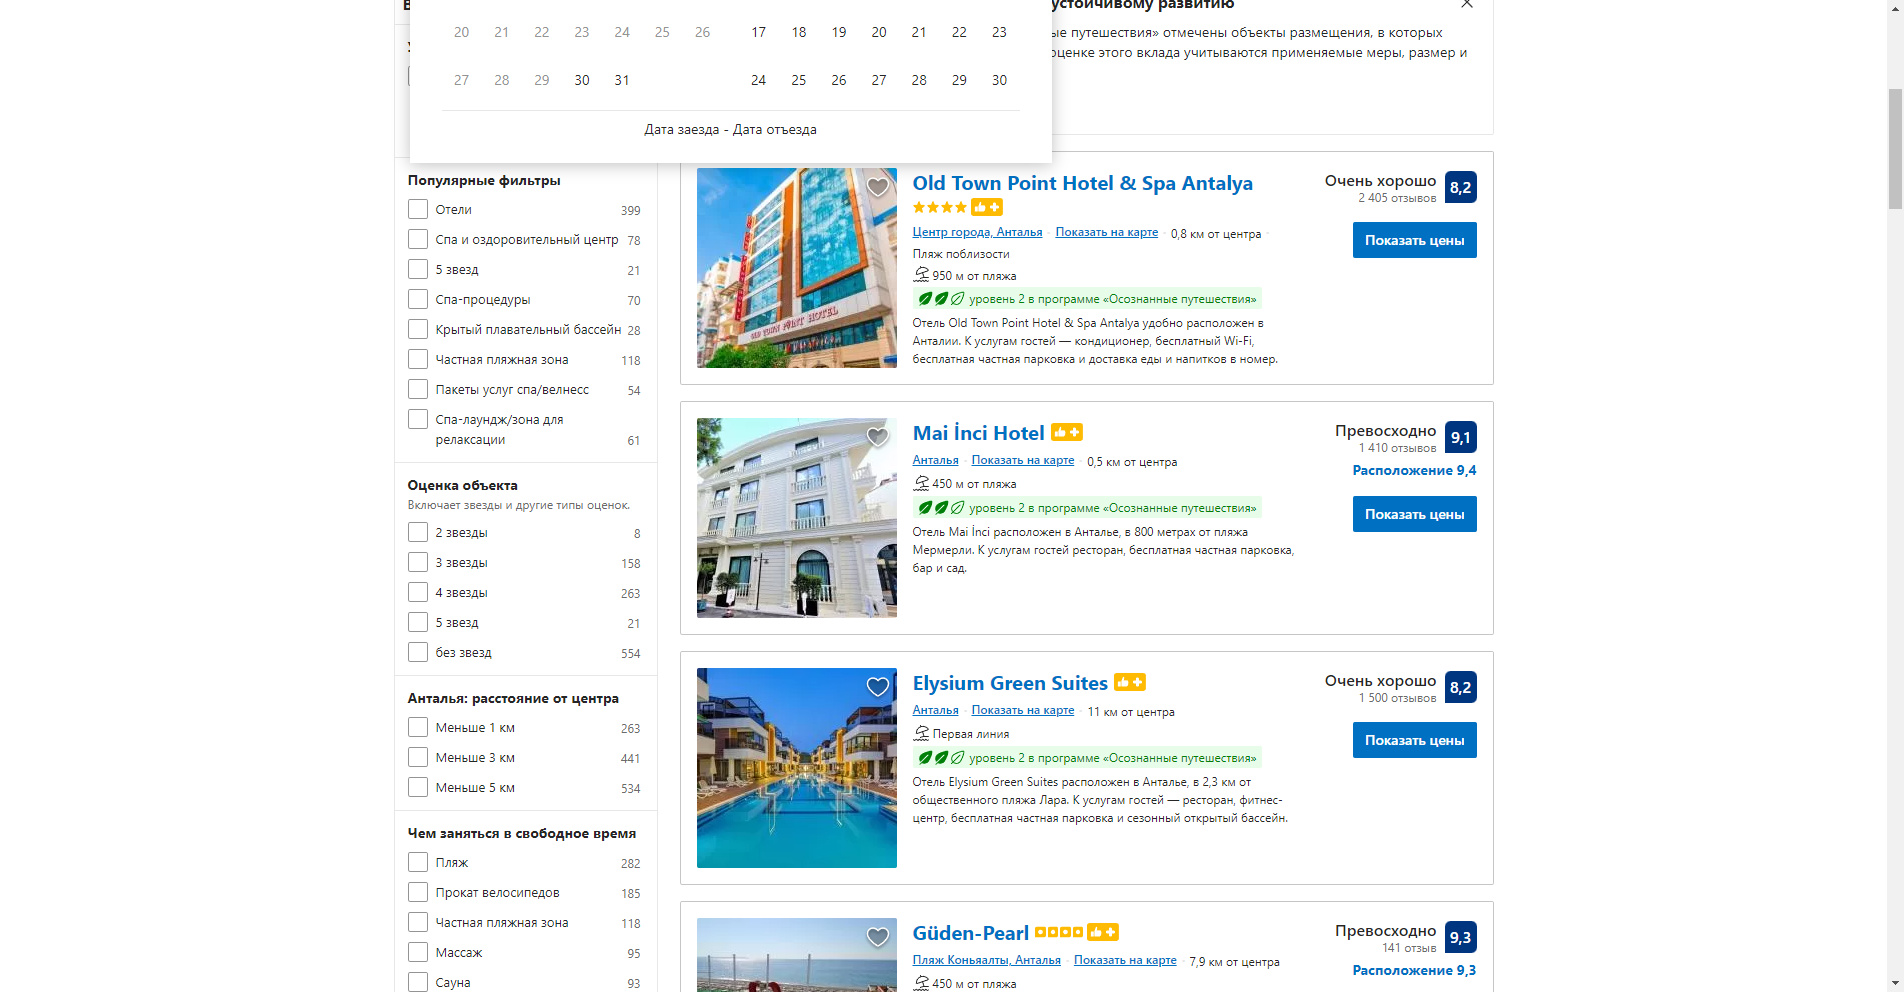 устойчивому развитию
20 21 22 23 24 25 26 17 18 19 20 21 22 23
ые путешествия» отмечены объекты размещения, в которых
оценке этого вклада учитываются применяемые меры, размер и
27 28 29 30 31 24 25 26 27 28 29 30
Дата заезда - Дата отъезда
Популярные фильтры
Отели 399
Спа и оздоровительный центр 78
5 звезд 21
Спа-процедуры 70
Крытый плавательный бассейн 28
Частная пляжная зона 118
Пакеты услуг спа/велнесс 54
Спа-лаундж/зона для
релаксации 61
Оценка объекта
Включает звезды и другие типы оценок.
2 звезды 8
3 звезды 158
4 звезды 263
5 звезд 21
без звезд 554
Анталья: расстояние от центра
Меньше 1 км 263
Меньше 3 км 441
Меньше 5 км 534
Чем заняться в свободное время
Пляж 282
Прокат велосипедов 185
Частная пляжная зона 118
Массаж 95
Сауна 93
OLD TOWN POINT HOTEL
Old Town Point Hotel & Spa Antalya
Очень хорошо 8,2
2 405 отзывов
Центр города, Анталья · Показать на карте · 0,8 км от центра ·
Пляж поблизости
950 м от пляжа
Показать цены
уровень 2 в программе «Осознанные путешествия»
Отель Old Town Point Hotel & Spa Antalya удобно расположен в
Анталии. К услугам гостей — кондиционер, бесплатный Wi-Fi,
бесплатная частная парковка и доставка еды и напитков в номер.
Mai İnci Hotel
Превосходно 9,1
1 410 отзывов
Анталья · Показать на карте · 0,5 км от центра
Расположение 9,4
450 м от пляжа
уровень 2 в программе «Осознанные путешествия»
Показать цены
Отель Mai İnci расположен в Анталье, в 800 метрах от пляжа
Мермерли. К услугам гостей ресторан, бесплатная частная парковка,
бар и сад.
Elysium Green Suites
Очень хорошо 8,2
1 500 отзывов
Анталья · Показать на карте · 11 км от центра
Первая линия
Показать цены
уровень 2 в программе «Осознанные путешествия»
Отель Elysium Green Suites расположен в Анталье, в 2,3 км от
общественного пляжа Лара. К услугам гостей — ресторан, фитнес-
центр, бесплатная частная парковка и сезонный открытый бассейн.
Güden-Pearl
Превосходно 9,3
141 отзыв
Пляж Коньяалты, Анталья · Показать на карте · 7,9 км от центра
Расположение 9,3
450 м от пляжа